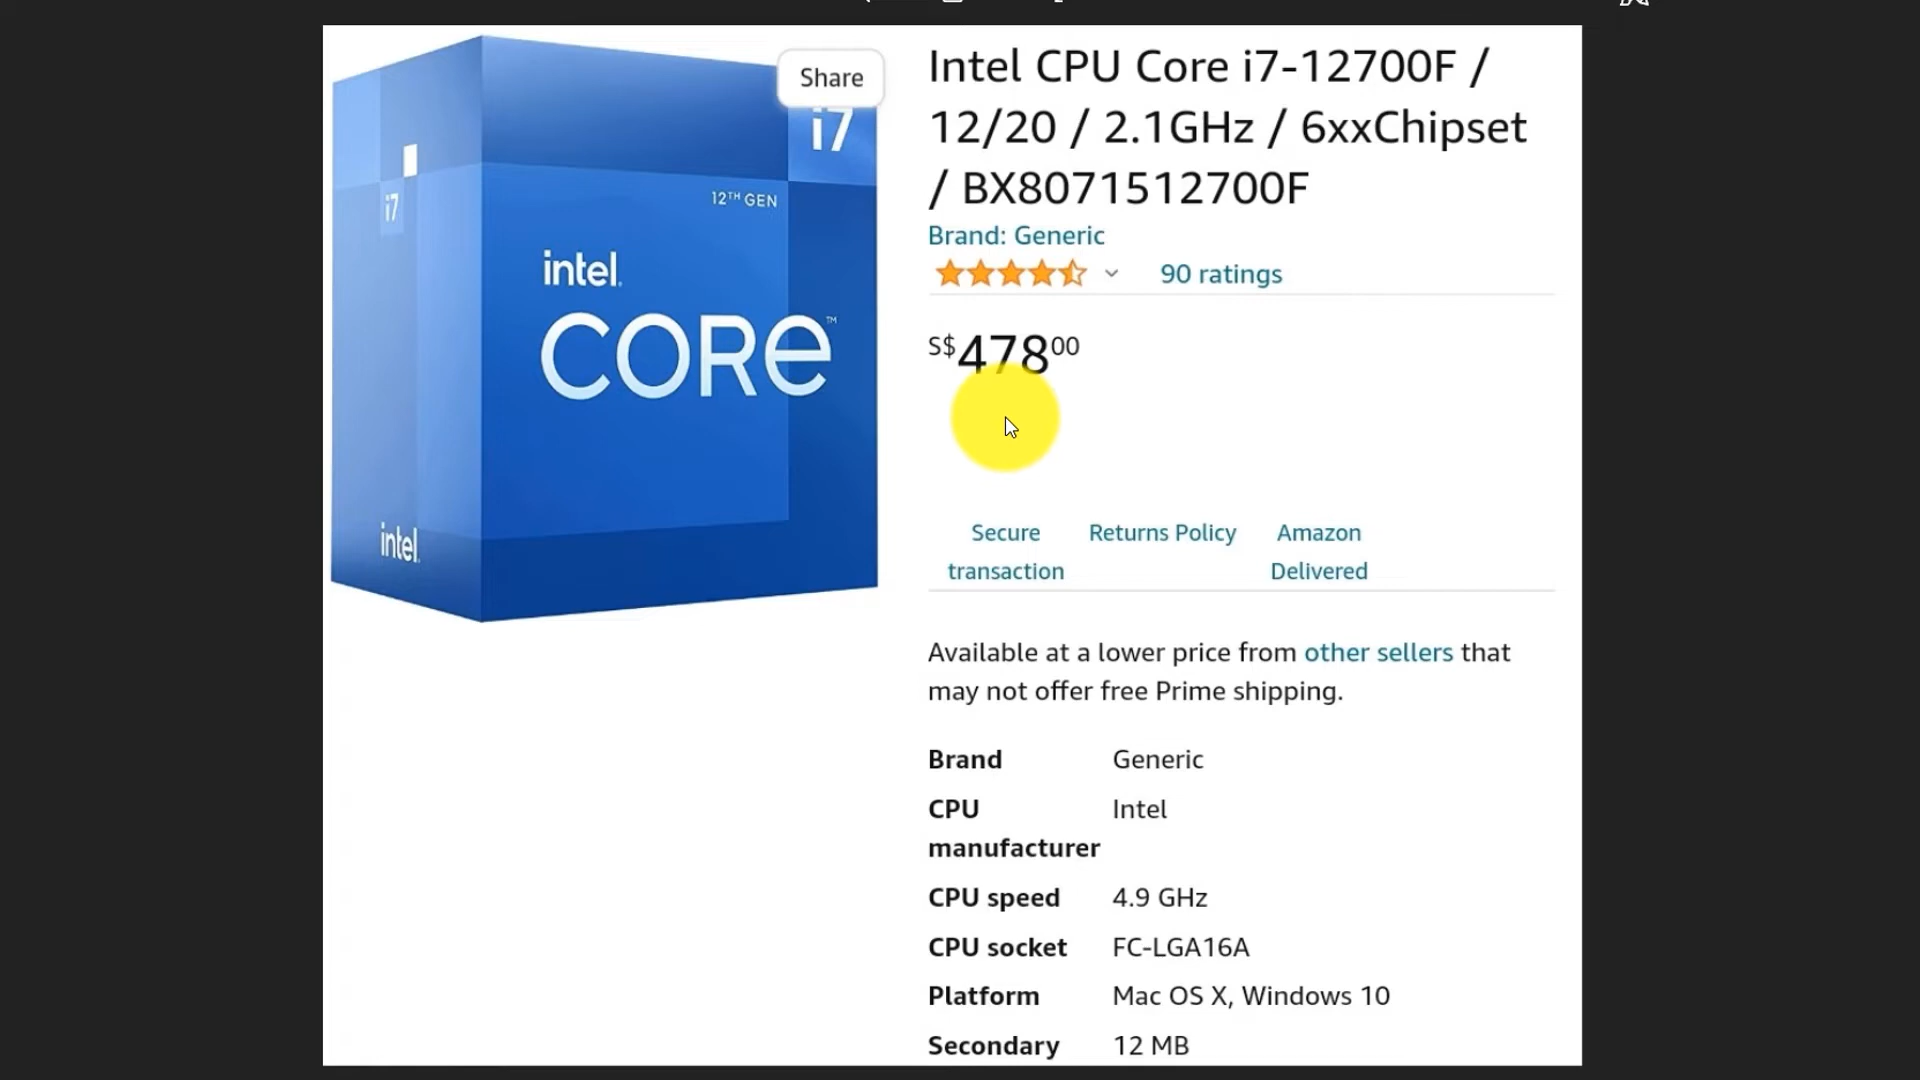 Share
i7
12TH GEN
i7
intel.
CORE™
intel.
Intel CPU Core i7-12700F /
12/20 / 2.1GHz / 6xxChipset
/ BX8071512700F
Brand: Generic
90 ratings
S$47800
Secure transaction
Returns Policy
Amazon Delivered
Available at a lower price from other sellers that
may not offer free Prime shipping.
Brand Generic
CPU manufacturer Intel
CPU speed 4.9 GHz
CPU socket FC-LGA16A
Platform Mac OS X, Windows 10
Secondary 12 MB